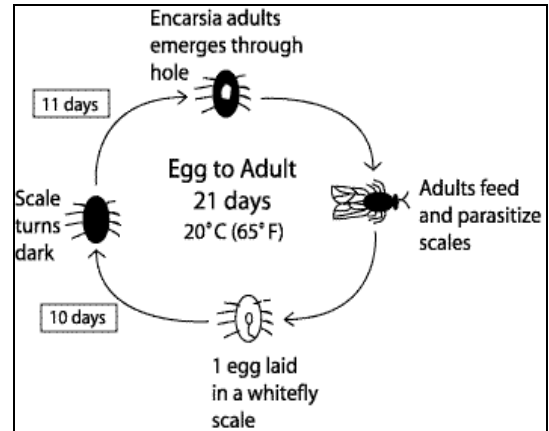 Encarsia adults
emerges through
hole
11 days
Egg to Adult
21 days
20°C (65°F)
Adults feed
and parasitize
scales
Scale
turns
dark
10 days
1 egg laid
in a whitefly
scale